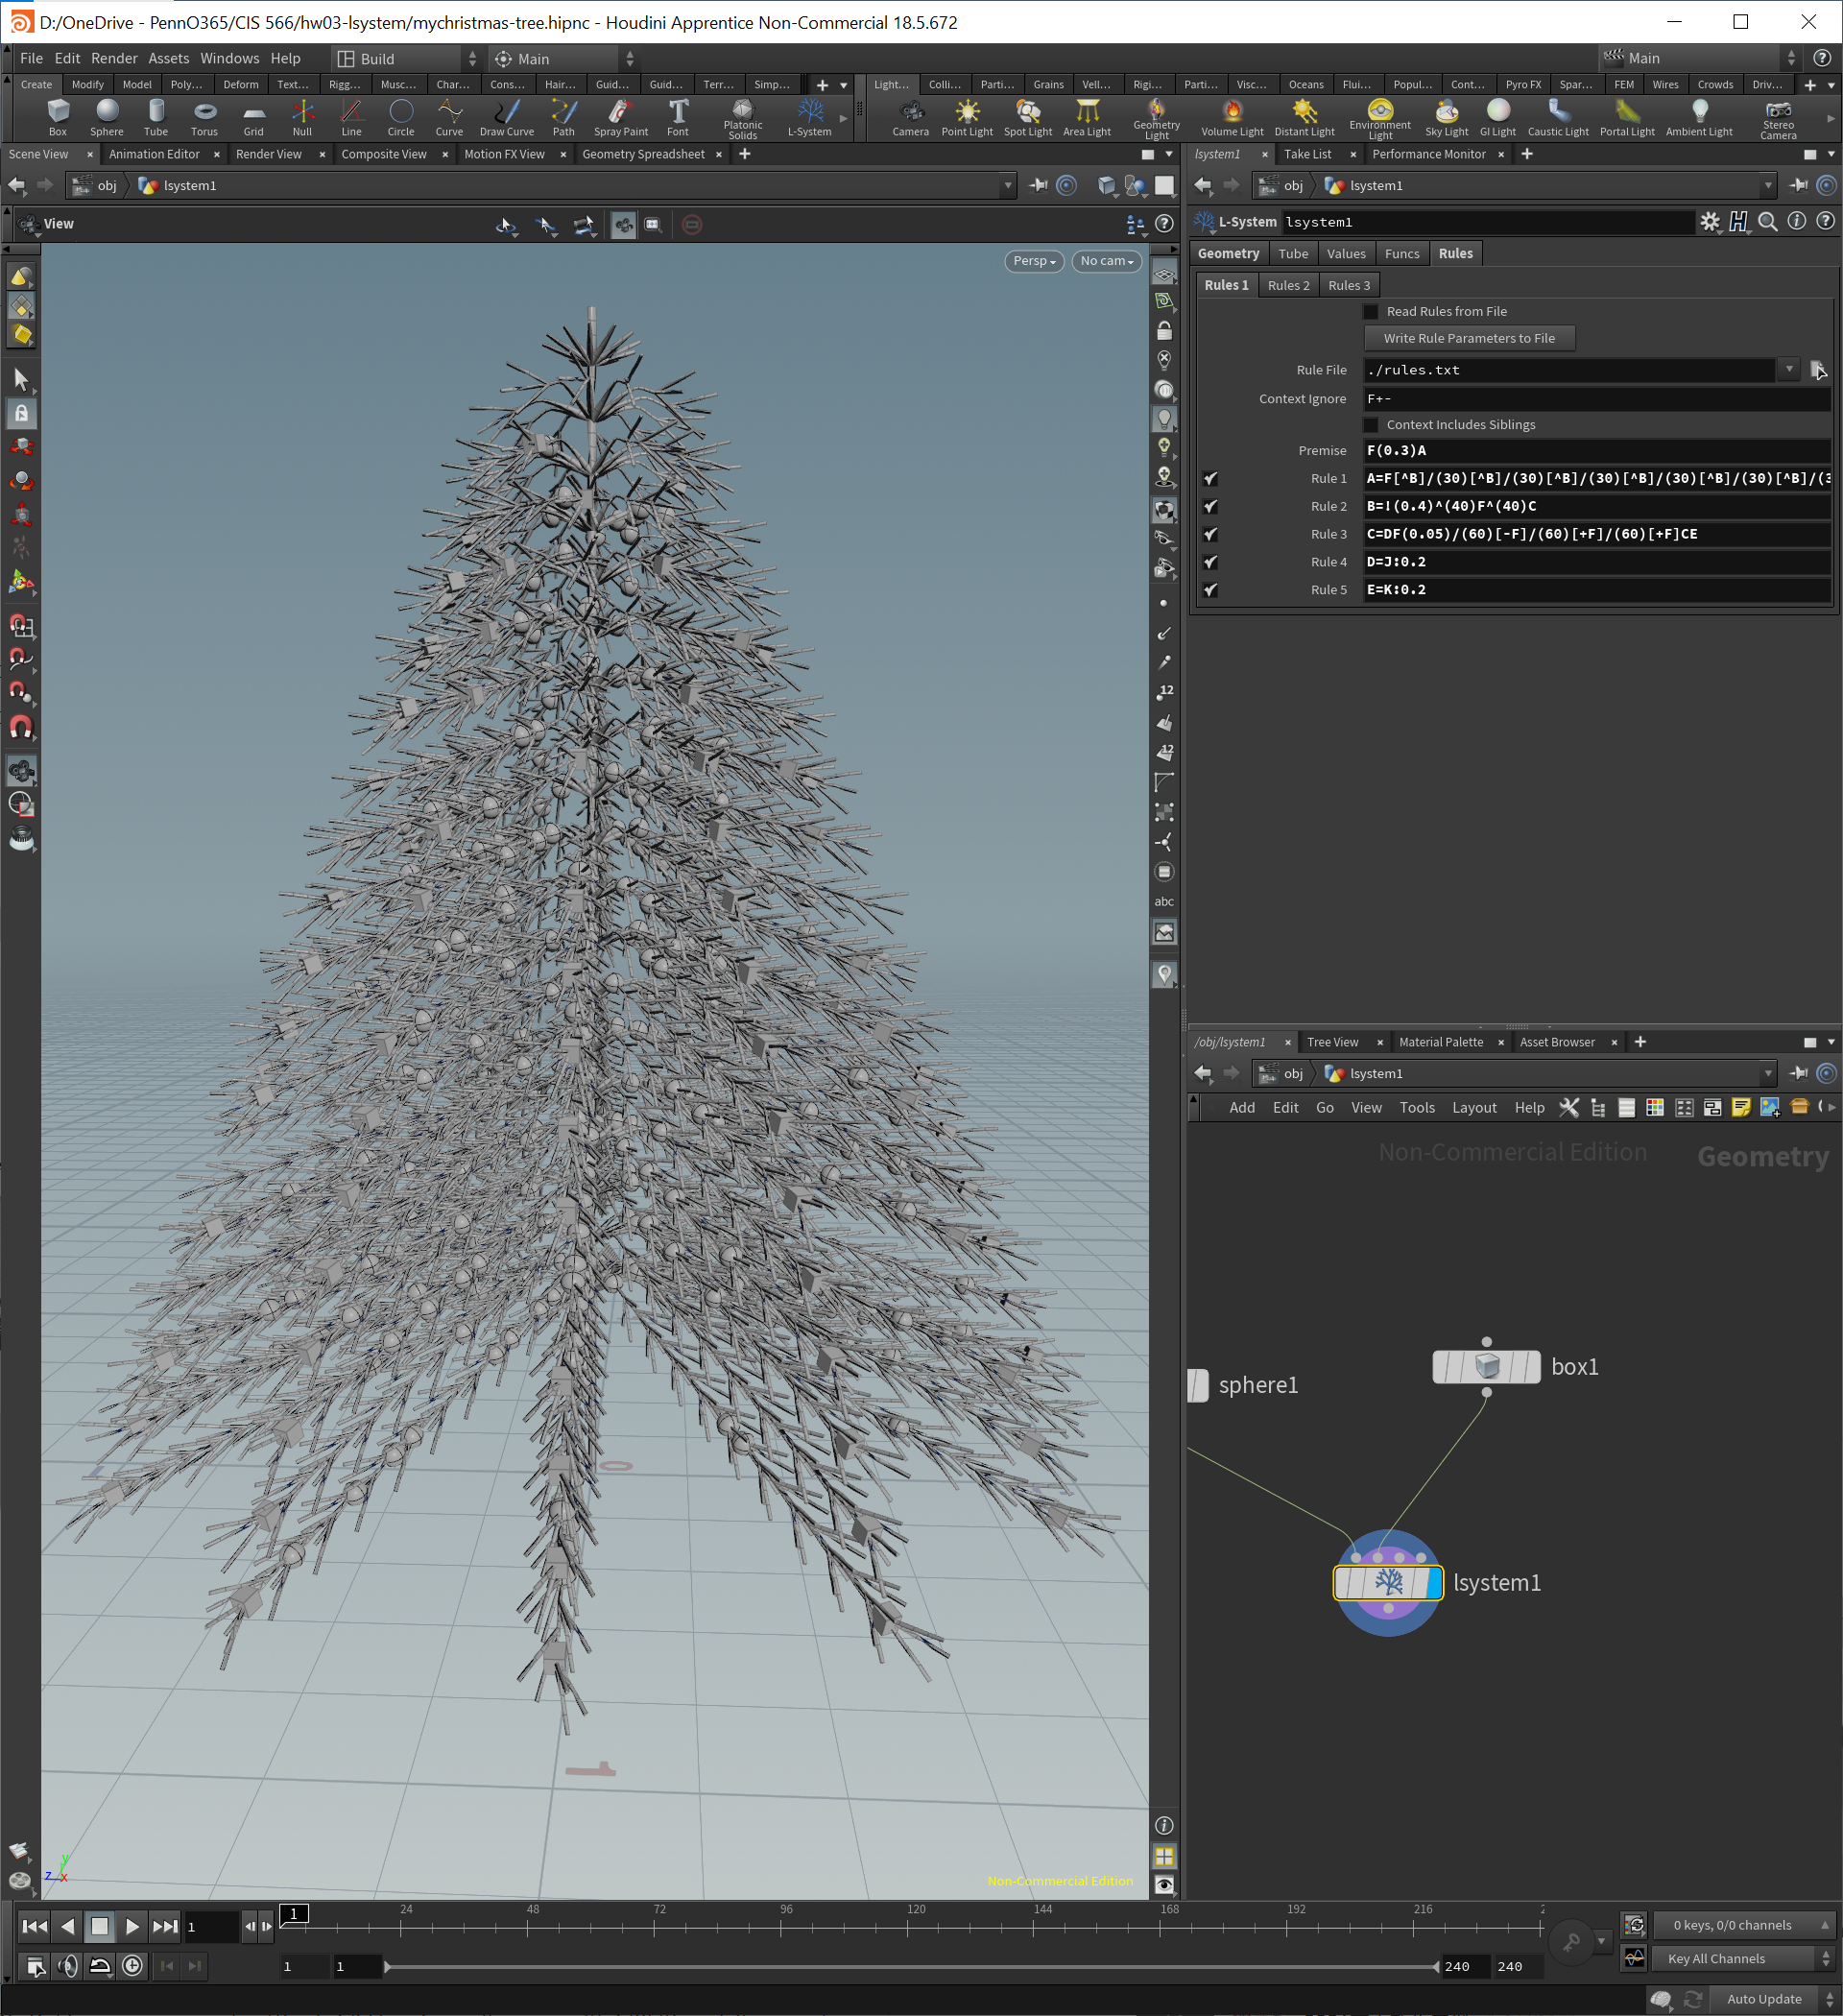 D:/OneDrive - PennO365/CIS 566/hw03-lsystem/mychristmas-tree.hipnc - Houdini Apprentice Non-Commercial 18.5.672
File Edit Render Assets Windows Help Build Main Main
Create Modify Model Poly... Deform Text... Rigg... Musc... Char... Cons... Hair... Guid... Guid... Terr... Simp...
Light... Colli... Parti... Grains Vell... Rigi... Parti... Visc... Oceans Flui... Popul... Cont... Pyro FX Spar... FEM Wires Crowds Driv...
Box Sphere Tube Torus Grid Null Line Circle Curve Draw Curve Path Spray Paint Font Platonic Solids L-System
Camera Point Light Spot Light Area Light Geometry Light Volume Light Distant Light Environment Light Sky Light GI Light Caustic Light Portal Light Ambient Light Stereo Camera
Scene View Animation Editor Render View Composite View Motion FX View Geometry Spreadsheet
lsystem1 Take List Performance Monitor
obj lsystem1
obj lsystem1
View
L-System lsystem1
Persp No cam
Geometry Tube Values Funcs Rules
Rules 1 Rules 2 Rules 3
Read Rules from File
Write Rule Parameters to File
Rule File ./rules.txt
Context Ignore F+-
Context Includes Siblings
Premise F(0.3)A
Rule 1 A=F[^B]/(30)[^B]/(30)[^B]/(30)[^B]/(30)[^B]/(30)[^B]/(3
Rule 2 B=!(0.4)^(40)F^(40)C
Rule 3 C=DF(0.05)/(60)[-F]/(60)[+F]/(60)[+F]CE
Rule 4 D=J:0.2
Rule 5 E=K:0.2
12
12
abc
/obj/lsystem1 Tree View Material Palette Asset Browser
obj lsystem1
Add Edit Go View Tools Layout Help
Non-Commercial Edition Geometry
sphere1
box1
lsystem1
0
1
z y x
Non-Commercial Edition
1 1 24 48 72 96 120 144 168 192 216
0 keys, 0/0 channels
1 1 240 240
Key All Channels
Auto Update